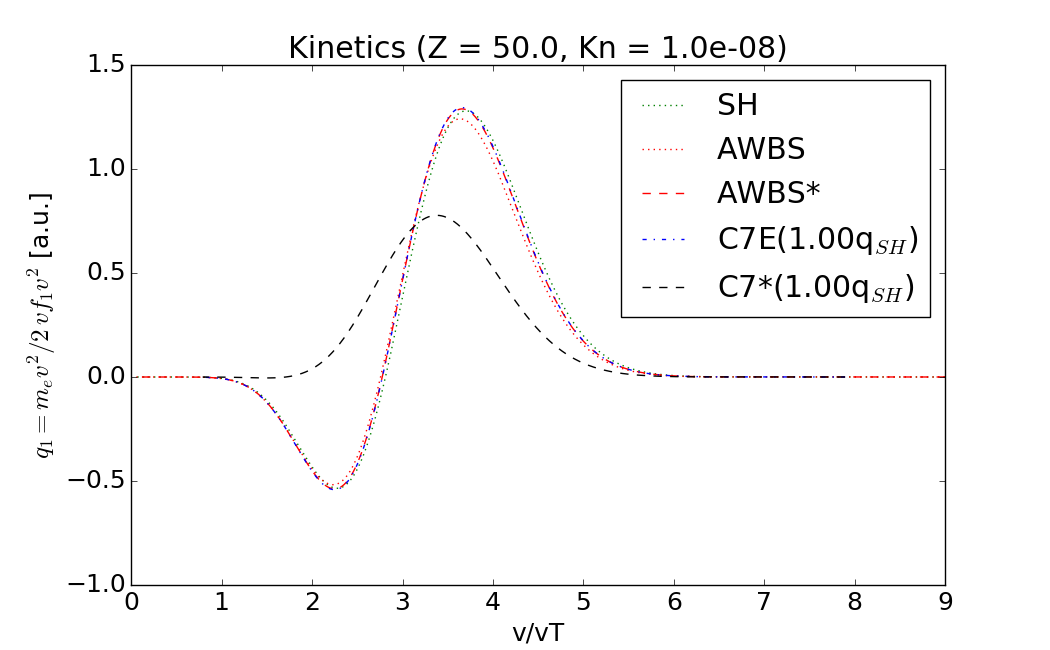 Kinetics (Z = 50.0, Kn = 1.0e-08)
1.5
1.0
0.5
0.0
−0.5
−1.0
q₁ = mₑv²/2 vf₁v² [a.u.]
SH
AWBS
AWBS*
C7E(1.00q_SH)
C7*(1.00q_SH)
0 1 2 3 4 5 6 7 8 9
v/vT